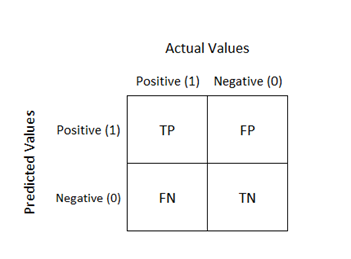 Actual Values
Positive (1) Negative (0)
Predicted Values
Positive (1) TP FP
Negative (0) FN TN